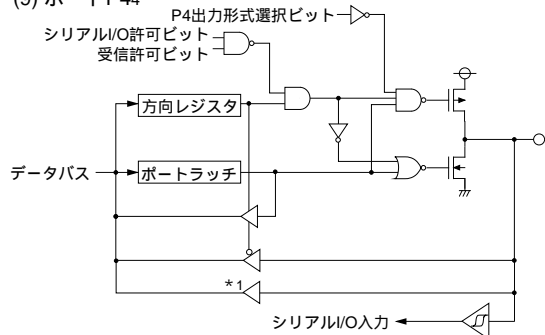 (5) ポートP44
P4出力形式選択ビット
シリアルI/O許可ビット
受信許可ビット
方向レジスタ
データバス
ポートラッチ
*1
シリアルI/O入力